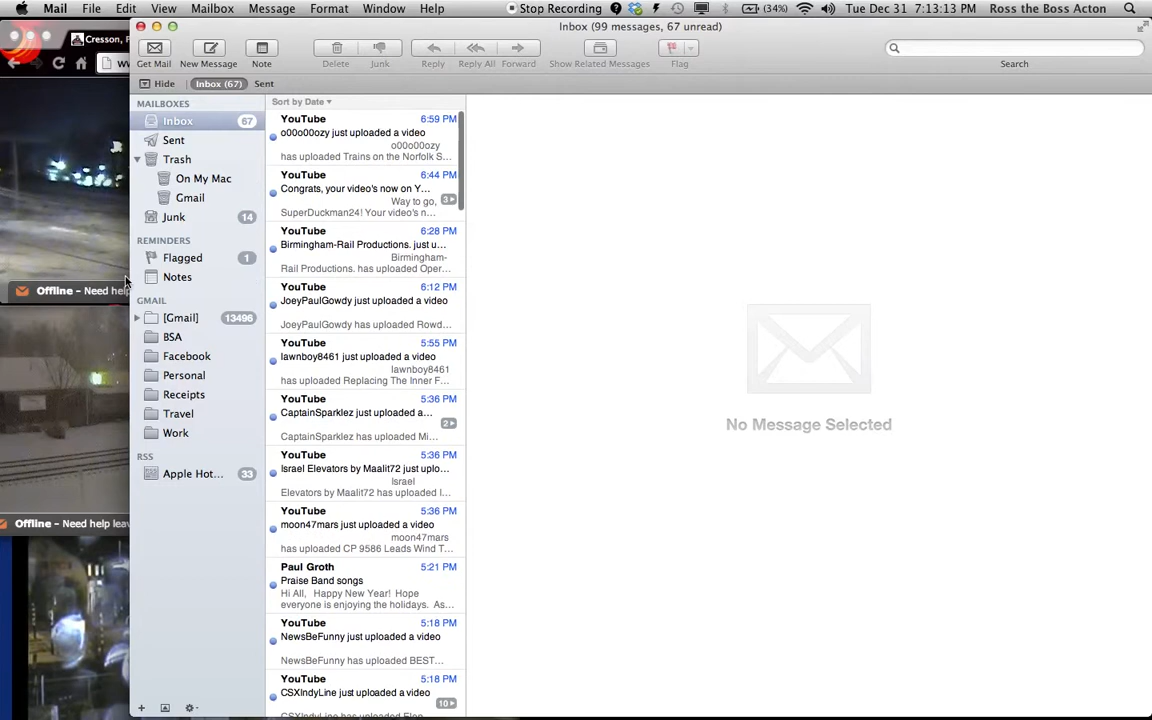 Mail File Edit View Mailbox Message Format Window Help Stop Recording (34%) Tue Dec 31 7:13:13 PM Ross the Boss Acton
Inbox (99 messages, 67 unread)
Cresson, P
Get Mail New Message Note Delete Junk Reply Reply All Forward Show Related Messages Flag Search
Hide Inbox (67) Sent
MAILBOXES
Inbox 67
Sent
Trash
On My Mac
Gmail
Junk 14
REMINDERS
Flagged 1
Notes
GMAIL
[Gmail] 13496
BSA
Facebook
Personal
Receipts
Travel
Work
RSS
Apple Hot... 33
Sort by Date
YouTube 6:59 PM
o00o00ozy just uploaded a video
o00o00ozy
has uploaded Trains on the Norfolk S...
YouTube 6:44 PM
Congrats, your video's now on Y...
Way to go, 3
SuperDuckman24! Your video's n...
YouTube 6:28 PM
Birmingham-Rail Productions. just u...
Birmingham-
Rail Productions. has uploaded Oper...
YouTube 6:12 PM
JoeyPaulGowdy just uploaded a video
JoeyPaulGowdy has uploaded Rowd...
YouTube 5:55 PM
lawnboy8461 just uploaded a video
lawnboy8461
has uploaded Replacing The Inner F...
YouTube 5:36 PM
CaptainSparklez just uploaded a...
2
CaptainSparklez has uploaded Mi...
YouTube 5:36 PM
Israel Elevators by Maalit72 just uplo...
Israel
Elevators by Maalit72 has uploaded I...
YouTube 5:36 PM
moon47mars just uploaded a video
moon47mars
has uploaded CP 9586 Leads Wind T...
Paul Groth 5:21 PM
Praise Band songs
Hi All, Happy New Year! Hope
everyone is enjoying the holidays. As...
YouTube 5:18 PM
NewsBeFunny just uploaded a video
NewsBeFunny has uploaded BEST...
YouTube 5:18 PM
CSXIndyLine just uploaded a video
10
CSXIndyLine has uploaded Elen
No Message Selected
Offline – Need help
Offline – Need help leav